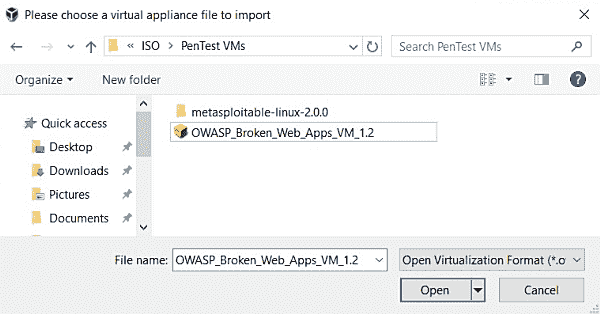 Please choose a virtual appliance file to import
« ISO > PenTest VMs
Search PenTest VMs
Organize
New folder
metasploitable-linux-2.0.0
OWASP_Broken_Web_Apps_VM_1.2
Quick access
Desktop
Downloads
Pictures
Documents
File name: OWASP_Broken_Web_Apps_VM_1.2
Open Virtualization Format (*.o
Open
Cancel